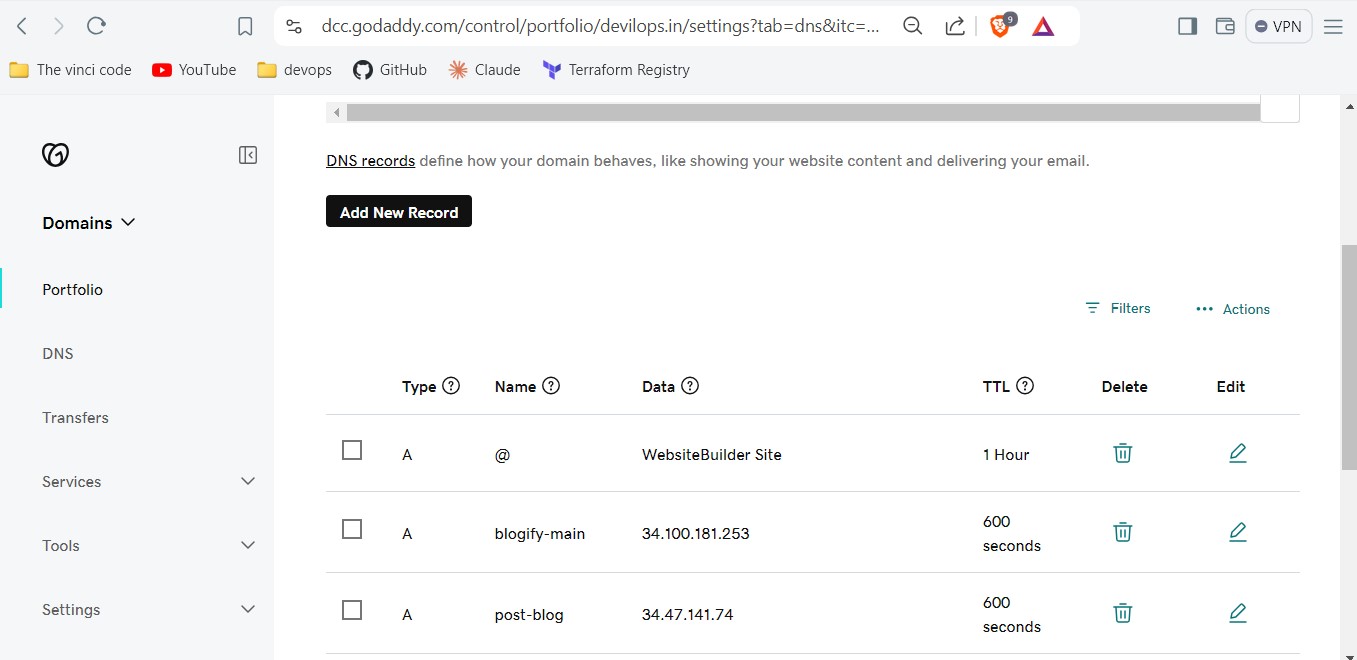 dcc.godaddy.com/control/portfolio/devilops.in/settings?tab=dns&itc=...
9
VPN
The vinci code
YouTube
devops
GitHub
Claude
Terraform Registry
DNS records define how your domain behaves, like showing your website content and delivering your email.
Add New Record
Domains
Portfolio
DNS
Transfers
Services
Tools
Settings
Filters
Actions
Type ? Name ? Data ? TTL ? Delete Edit
A @ WebsiteBuilder Site 1 Hour
A blogify-main 34.100.181.253 600
seconds
A post-blog 34.47.141.74 600
seconds